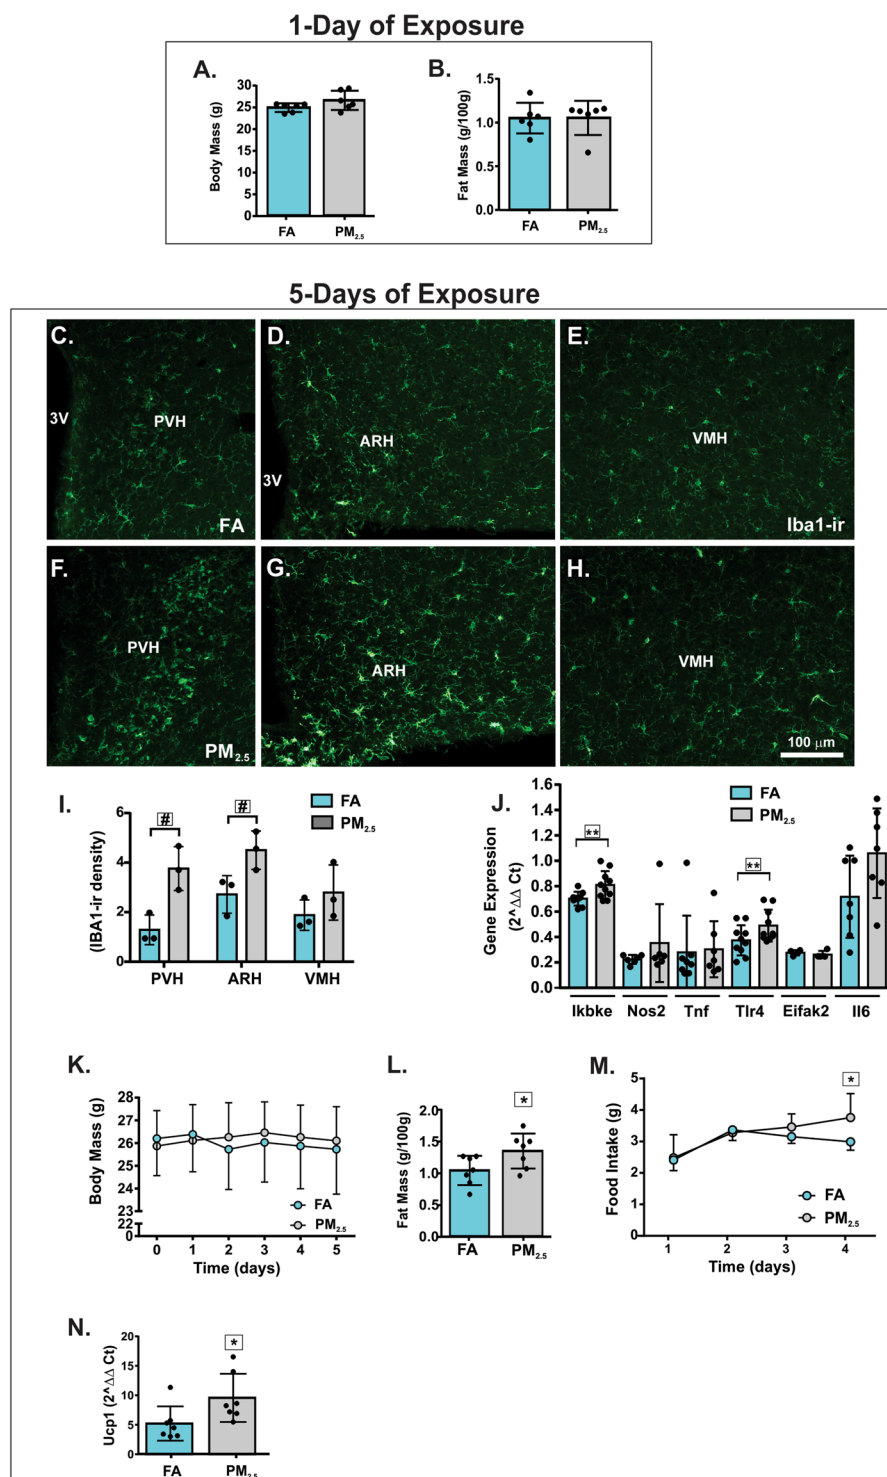 1-Day of Exposure
A.
Body Mass (g)
30
25
20
15
10
5
0
FA
PM2.5
B.
Fat Mass (g/100g)
1.5
1.0
0.5
0.0
FA
PM2.5
5-Days of Exposure
C.
3V
PVH
FA
D.
ARH
3V
E.
VMH
Iba1-ir
F.
PVH
PM2.5
G.
ARH
H.
VMH
100 µm
I.
FA
PM2.5
(IBA1-ir density)
6
4
2
0
#
#
PVH ARH VMH
J.
FA
PM2.5
Gene Expression
(2^ΔΔ Ct)
1.6
1.4
1.2
1.0
0.8
0.6
0.4
0.2
0.0
**
**
Ikbke Nos2 Tnf Tlr4 Eifak2 Il6
K.
Body Mass (g)
28
27
26
25
24
23
22
0
FA
PM2.5
0 1 2 3 4 5
Time (days)
L.
Fat Mass (g/100g)
2.0
1.5
1.0
0.5
0.0
*
FA
PM2.5
M.
Food Intake (g)
5
4
3
2
1
0
*
FA
PM2.5
1 2 3 4
Time (days)
N.
Ucp1 (2^ΔΔ Ct)
20
15
10
5
0
*
FA
PM2.5